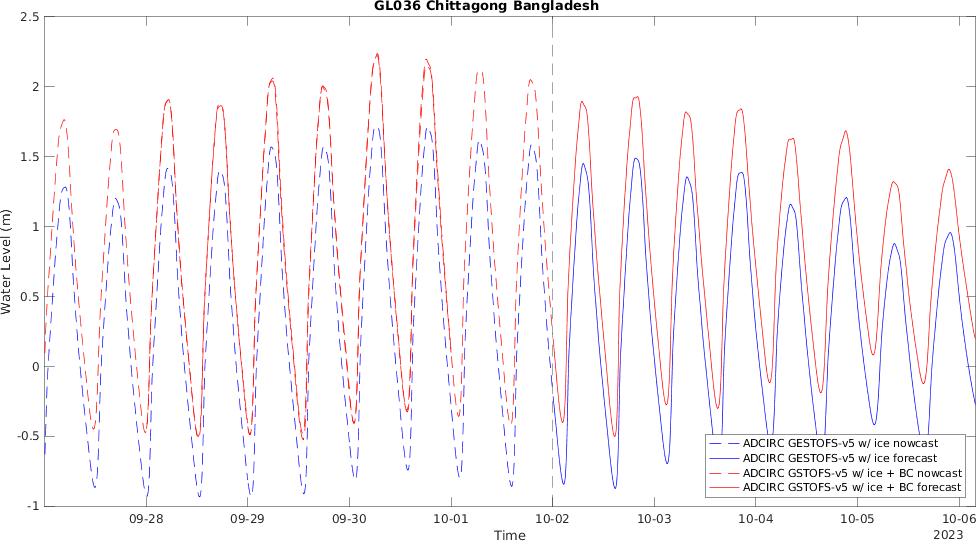 GL036 Chittagong Bangladesh
2.5
2
1.5
1
0.5
0
-0.5
-1
Water Level (m)
ADCIRC GESTOFS-v5 w/ ice nowcast
ADCIRC GESTOFS-v5 w/ ice forecast
ADCIRC GSTOFS-v5 w/ ice + BC nowcast
ADCIRC GSTOFS-v5 w/ ice + BC forecast
09-28 09-29 09-30 10-01 10-02 10-03 10-04 10-05 10-06
Time
2023